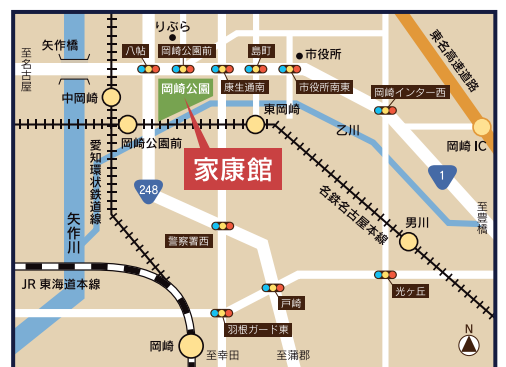 りぶら
矢作橋
八帖
岡崎公園前
島町
市役所
東名高速道路
至名古屋
岡崎公園
康生通南
市役所南東
岡崎インター西
中岡崎
東岡崎
乙川
岡崎公園前
岡崎 IC
家康館
愛知環状鉄道線
248
1
名鉄名古屋本線
至豊橋
矢作川
男川
警察署西
JR 東海道本線
光ヶ丘
戸崎
羽根ガード東
岡崎
至幸田
至蒲郡
N